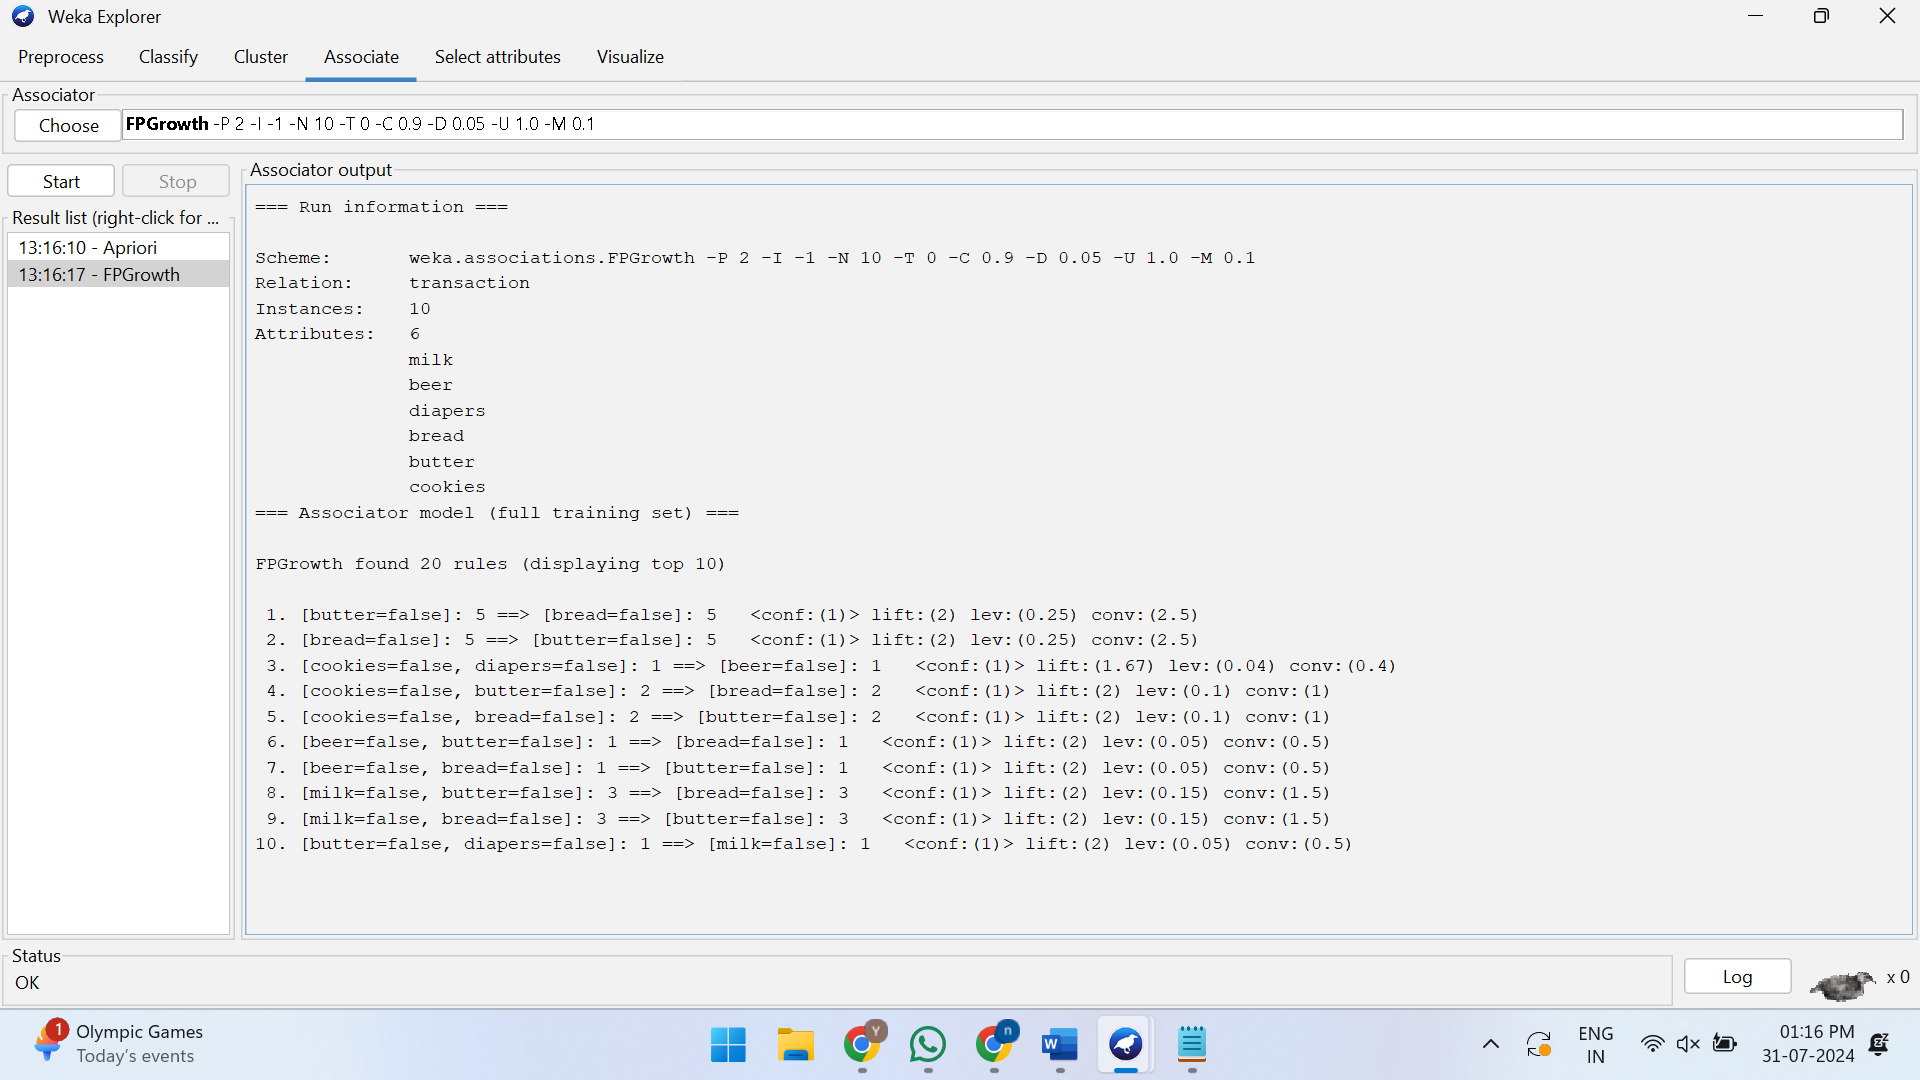 Weka Explorer
Preprocess Classify Cluster Associate Select attributes Visualize
Associator
Choose FPGrowth -P 2 -I -1 -N 10 -T 0 -C 0.9 -D 0.05 -U 1.0 -M 0.1
Start Stop
Result list (right-click for ...
13:16:10 - Apriori
13:16:17 - FPGrowth
Associator output
=== Run information ===
Scheme: weka.associations.FPGrowth -P 2 -I -1 -N 10 -T 0 -C 0.9 -D 0.05 -U 1.0 -M 0.1
Relation: transaction
Instances: 10
Attributes: 6
milk
beer
diapers
bread
butter
cookies
=== Associator model (full training set) ===
FPGrowth found 20 rules (displaying top 10)
1. [butter=false]: 5 ==> [bread=false]: 5 <conf:(1)> lift:(2) lev:(0.25) conv:(2.5)
2. [bread=false]: 5 ==> [butter=false]: 5 <conf:(1)> lift:(2) lev:(0.25) conv:(2.5)
3. [cookies=false, diapers=false]: 1 ==> [beer=false]: 1 <conf:(1)> lift:(1.67) lev:(0.04) conv:(0.4)
4. [cookies=false, butter=false]: 2 ==> [bread=false]: 2 <conf:(1)> lift:(2) lev:(0.1) conv:(1)
5. [cookies=false, bread=false]: 2 ==> [butter=false]: 2 <conf:(1)> lift:(2) lev:(0.1) conv:(1)
6. [beer=false, butter=false]: 1 ==> [bread=false]: 1 <conf:(1)> lift:(2) lev:(0.05) conv:(0.5)
7. [beer=false, bread=false]: 1 ==> [butter=false]: 1 <conf:(1)> lift:(2) lev:(0.05) conv:(0.5)
8. [milk=false, butter=false]: 3 ==> [bread=false]: 3 <conf:(1)> lift:(2) lev:(0.15) conv:(1.5)
9. [milk=false, bread=false]: 3 ==> [butter=false]: 3 <conf:(1)> lift:(2) lev:(0.15) conv:(1.5)
10. [butter=false, diapers=false]: 1 ==> [milk=false]: 1 <conf:(1)> lift:(2) lev:(0.05) conv:(0.5)
Status
OK
Log
x 0
1
Olympic Games
Today's events
Y
n
W
ENG
IN
01:16 PM
31-07-2024